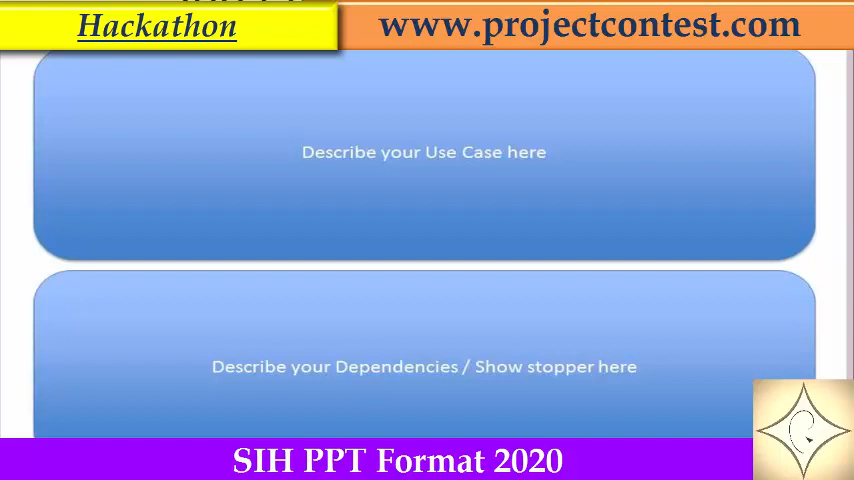 Hackathon
www.projectcontest.com
Describe your Use Case here
Describe your Dependencies / Show stopper here
SIH PPT Format 2020